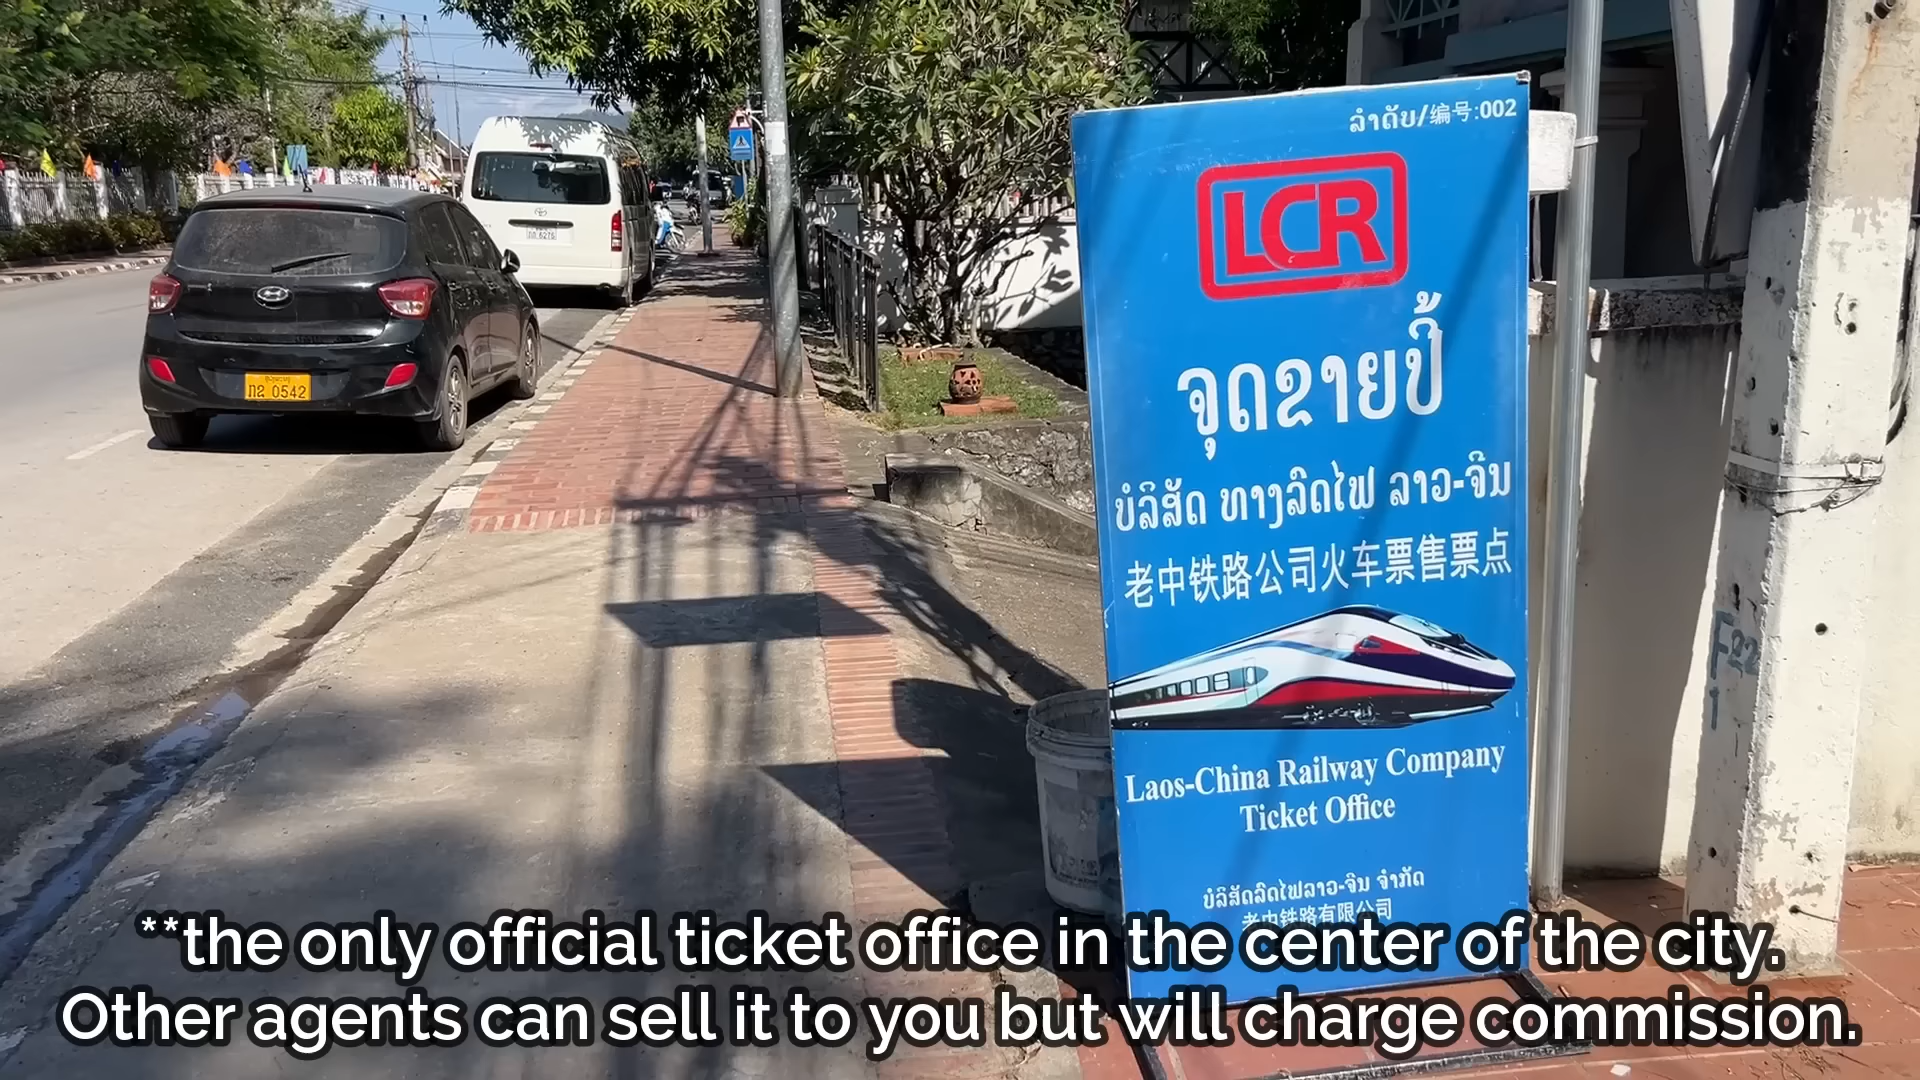 ລຳດັບ/编号:002
LCR
ຈຸດຂາຍປີ້
ບໍລິສັດ ທາງລົດໄຟ ລາວ-ຈີນ
老中铁路公司火车票售票点
Laos-China Railway Company
Ticket Office
ບໍລິສັດລົດໄຟລາວ-ຈີນ ຈຳກັດ
老中铁路有限公司
ກຂ 0542
F22
1
**the only official ticket office in the center of the city.
Other agents can sell it to you but will charge commission.